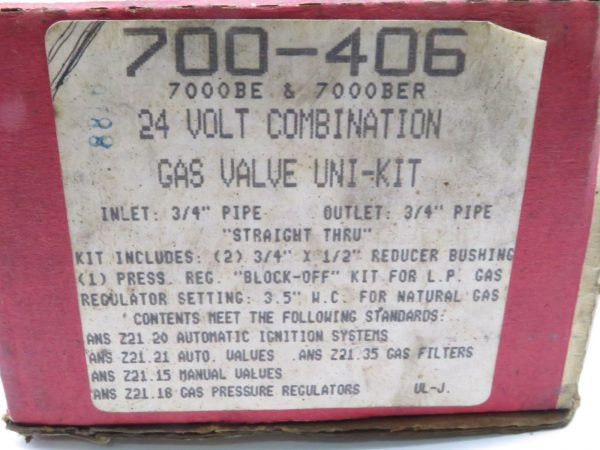 700-406
7000BE & 7000BER
24 VOLT COMBINATION
GAS VALVE UNI-KIT
INLET: 3/4" PIPE OUTLET: 3/4" PIPE
"STRAIGHT THRU"
KIT INCLUDES: (2) 3/4" X 1/2" REDUCER BUSHING
(1) PRESS. REG. "BLOCK-OFF" KIT FOR L.P. GAS
REGULATOR SETTING: 3.5" W.C. FOR NATURAL GAS
CONTENTS MEET THE FOLLOWING STANDARDS:
ANS Z21.20 AUTOMATIC IGNITION SYSTEMS
ANS Z21.21 AUTO. VALVES ANS Z21.35 GAS FILTERS
ANS Z21.15 MANUAL VALVES
ANS Z21.18 GAS PRESSURE REGULATORS UL-J.